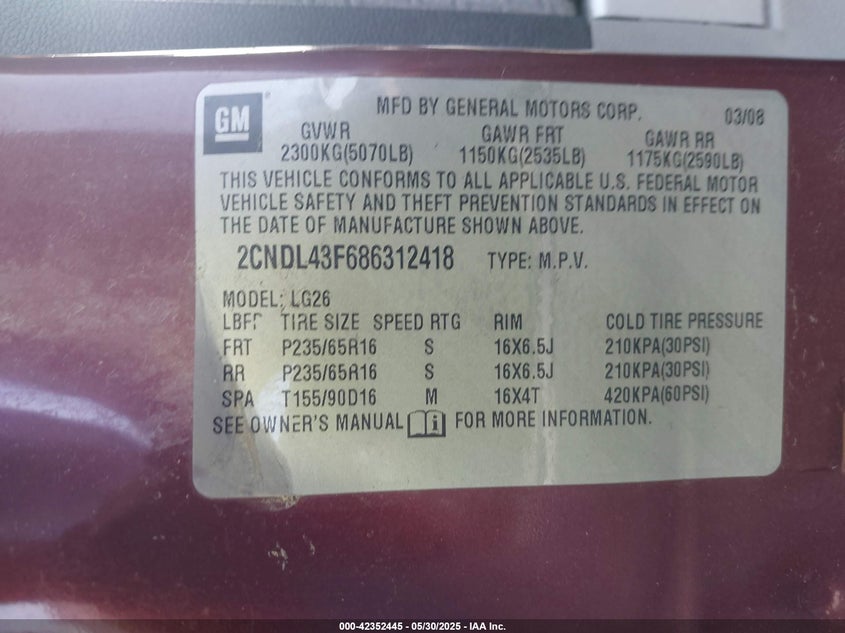 GM
MFD BY GENERAL MOTORS CORP. 03/08
GVWR GAWR FRT GAWR RR
2300KG(5070LB) 1150KG(2535LB) 1175KG(2590LB)
THIS VEHICLE CONFORMS TO ALL APPLICABLE U.S. FEDERAL MOTOR
VEHICLE SAFETY AND THEFT PREVENTION STANDARDS IN EFFECT ON
THE DATE OF MANUFACTURE SHOWN ABOVE.
2CNDL43F686312418 TYPE: M.P.V.
MODEL: LG26
TIRE SIZE SPEED RTG RIM COLD TIRE PRESSURE
FRT P235/65R16 S 16X6.5J 210KPA(30PSI)
RR P235/65R16 S 16X6.5J 210KPA(30PSI)
SPA T155/90D16 M 16X4T 420KPA(60PSI)
SEE OWNER'S MANUAL FOR MORE INFORMATION.
000-42352445 - 05/30/2025 - IAA Inc.